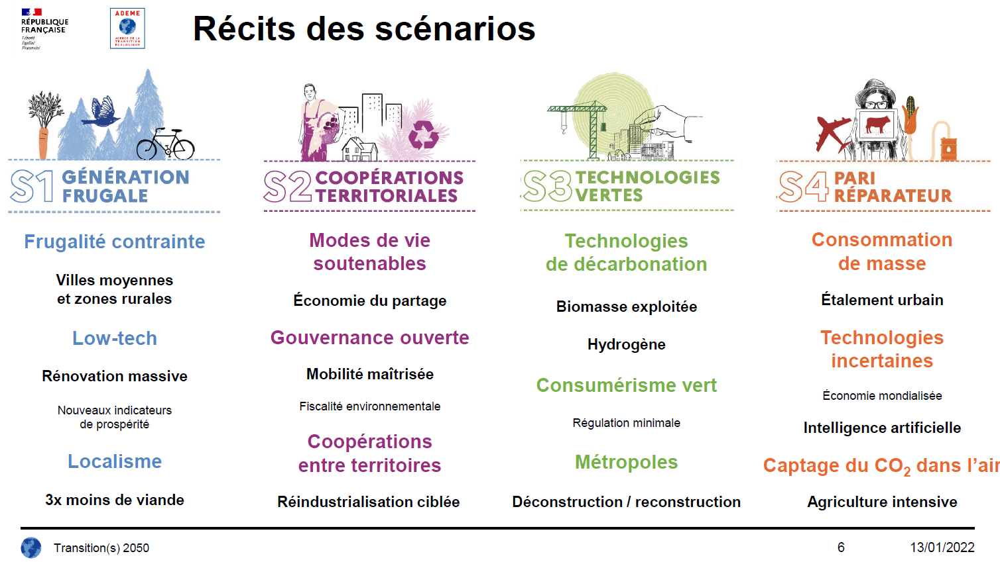 RÉPUBLIQUE
FRANÇAISE
Liberté
Égalité
Fraternité
ADEME
AGENCE DE LA
TRANSITION
ÉCOLOGIQUE
Récits des scénarios
S1 GÉNÉRATION
FRUGALE
Frugalité contrainte
Villes moyennes
et zones rurales
Low-tech
Rénovation massive
Nouveaux indicateurs
de prospérité
Localisme
3x moins de viande
S2 COOPÉRATIONS
TERRITORIALES
Modes de vie
soutenables
Économie du partage
Gouvernance ouverte
Mobilité maîtrisée
Fiscalité environnementale
Coopérations
entre territoires
Réindustrialisation ciblée
S3 TECHNOLOGIES
VERTES
Technologies
de décarbonation
Biomasse exploitée
Hydrogène
Consumérisme vert
Régulation minimale
Métropoles
Déconstruction / reconstruction
S4 PARI
RÉPARATEUR
Consommation
de masse
Étalement urbain
Technologies
incertaines
Économie mondialisée
Intelligence artificielle
Captage du CO2 dans l'air
Agriculture intensive
Transition(s) 2050
6
13/01/2022